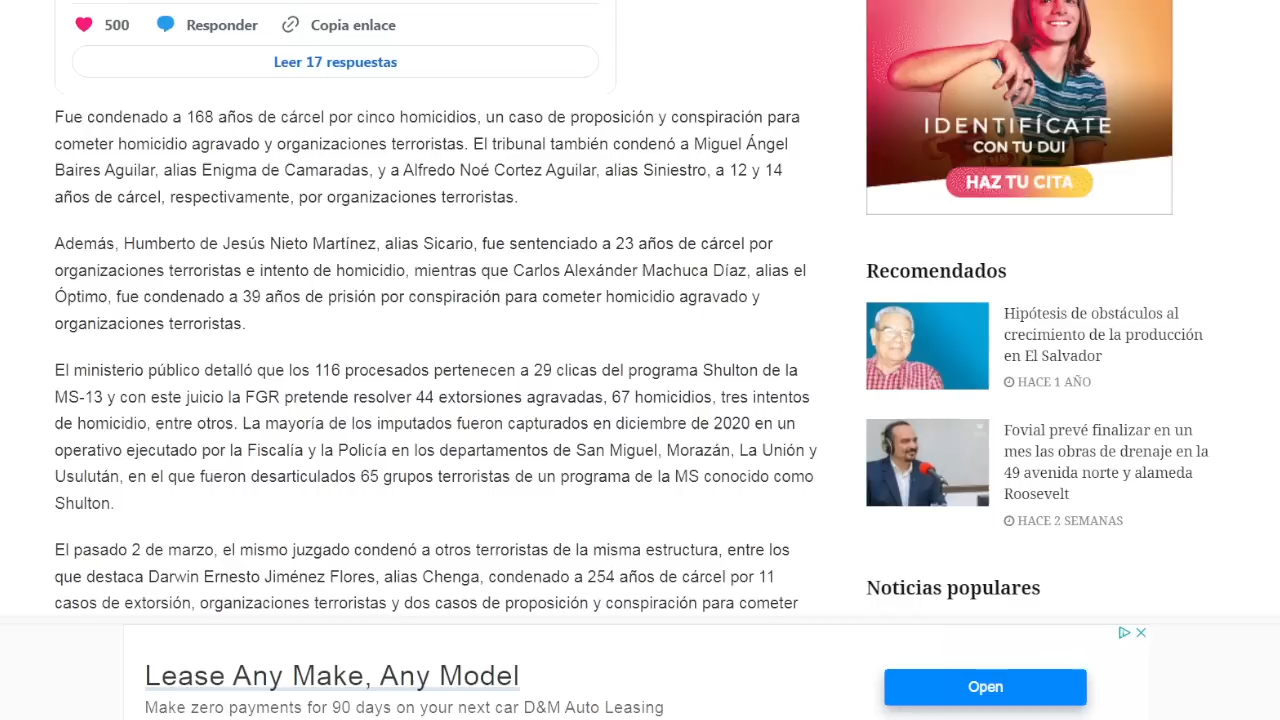 500 Responder Copia enlace
Leer 17 respuestas
Fue condenado a 168 años de cárcel por cinco homicidios, un caso de proposición y conspiración para
cometer homicidio agravado y organizaciones terroristas. El tribunal también condenó a Miguel Ángel
Baires Aguilar, alias Enigma de Camaradas, y a Alfredo Noé Cortez Aguilar, alias Siniestro, a 12 y 14
años de cárcel, respectivamente, por organizaciones terroristas.
Además, Humberto de Jesús Nieto Martínez, alias Sicario, fue sentenciado a 23 años de cárcel por
organizaciones terroristas e intento de homicidio, mientras que Carlos Alexánder Machuca Díaz, alias el
Óptimo, fue condenado a 39 años de prisión por conspiración para cometer homicidio agravado y
organizaciones terroristas.
El ministerio público detalló que los 116 procesados pertenecen a 29 clicas del programa Shulton de la
MS-13 y con este juicio la FGR pretende resolver 44 extorsiones agravadas, 67 homicidios, tres intentos
de homicidio, entre otros. La mayoría de los imputados fueron capturados en diciembre de 2020 en un
operativo ejecutado por la Fiscalía y la Policía en los departamentos de San Miguel, Morazán, La Unión y
Usulután, en el que fueron desarticulados 65 grupos terroristas de un programa de la MS conocido como
Shulton.
El pasado 2 de marzo, el mismo juzgado condenó a otros terroristas de la misma estructura, entre los
que destaca Darwin Ernesto Jiménez Flores, alias Chenga, condenado a 254 años de cárcel por 11
casos de extorsión, organizaciones terroristas y dos casos de proposición y conspiración para cometer
IDENTIFÍCATE
CON TU DUI
HAZ TU CITA
Recomendados
Hipótesis de obstáculos al
crecimiento de la producción
en El Salvador
HACE 1 AÑO
Fovial prevé finalizar en un
mes las obras de drenaje en la
49 avenida norte y alameda
Roosevelt
HACE 2 SEMANAS
Noticias populares
Lease Any Make, Any Model
Make zero payments for 90 days on your next car D&M Auto Leasing
Open